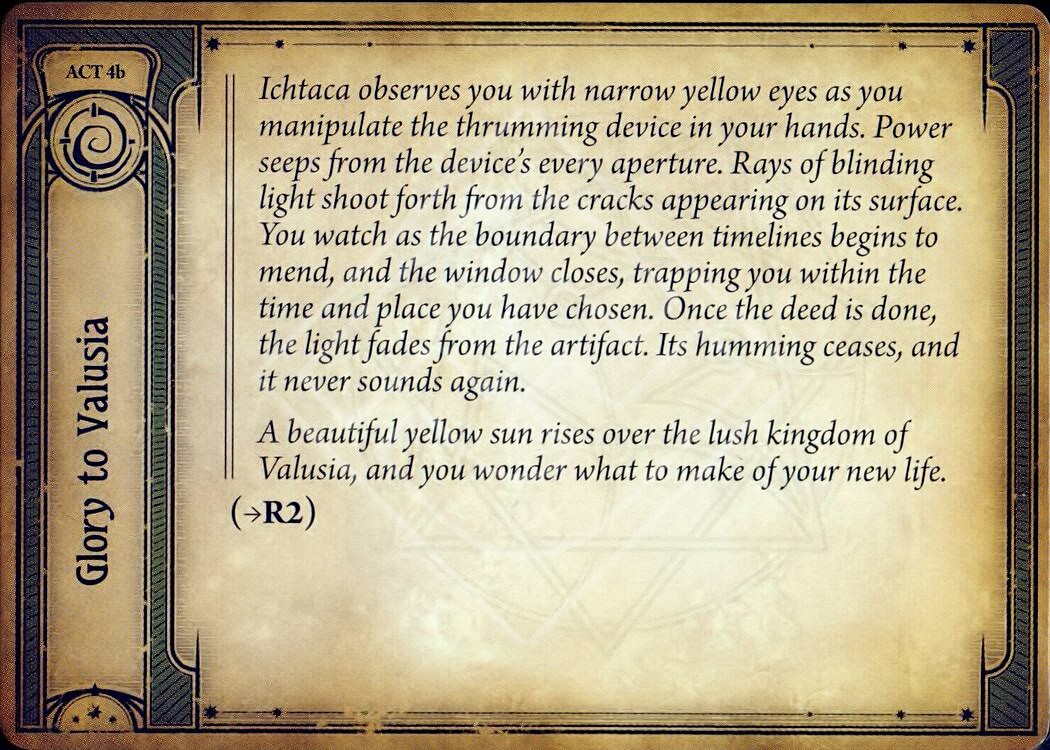 ACT 4b
Glory to Valusia
Ichtaca observes you with narrow yellow eyes as you
manipulate the thrumming device in your hands. Power
seeps from the device's every aperture. Rays of blinding
light shoot forth from the cracks appearing on its surface.
You watch as the boundary between timelines begins to
mend, and the window closes, trapping you within the
time and place you have chosen. Once the deed is done,
the light fades from the artifact. Its humming ceases, and
it never sounds again.
A beautiful yellow sun rises over the lush kingdom of
Valusia, and you wonder what to make of your new life.
(→R2)